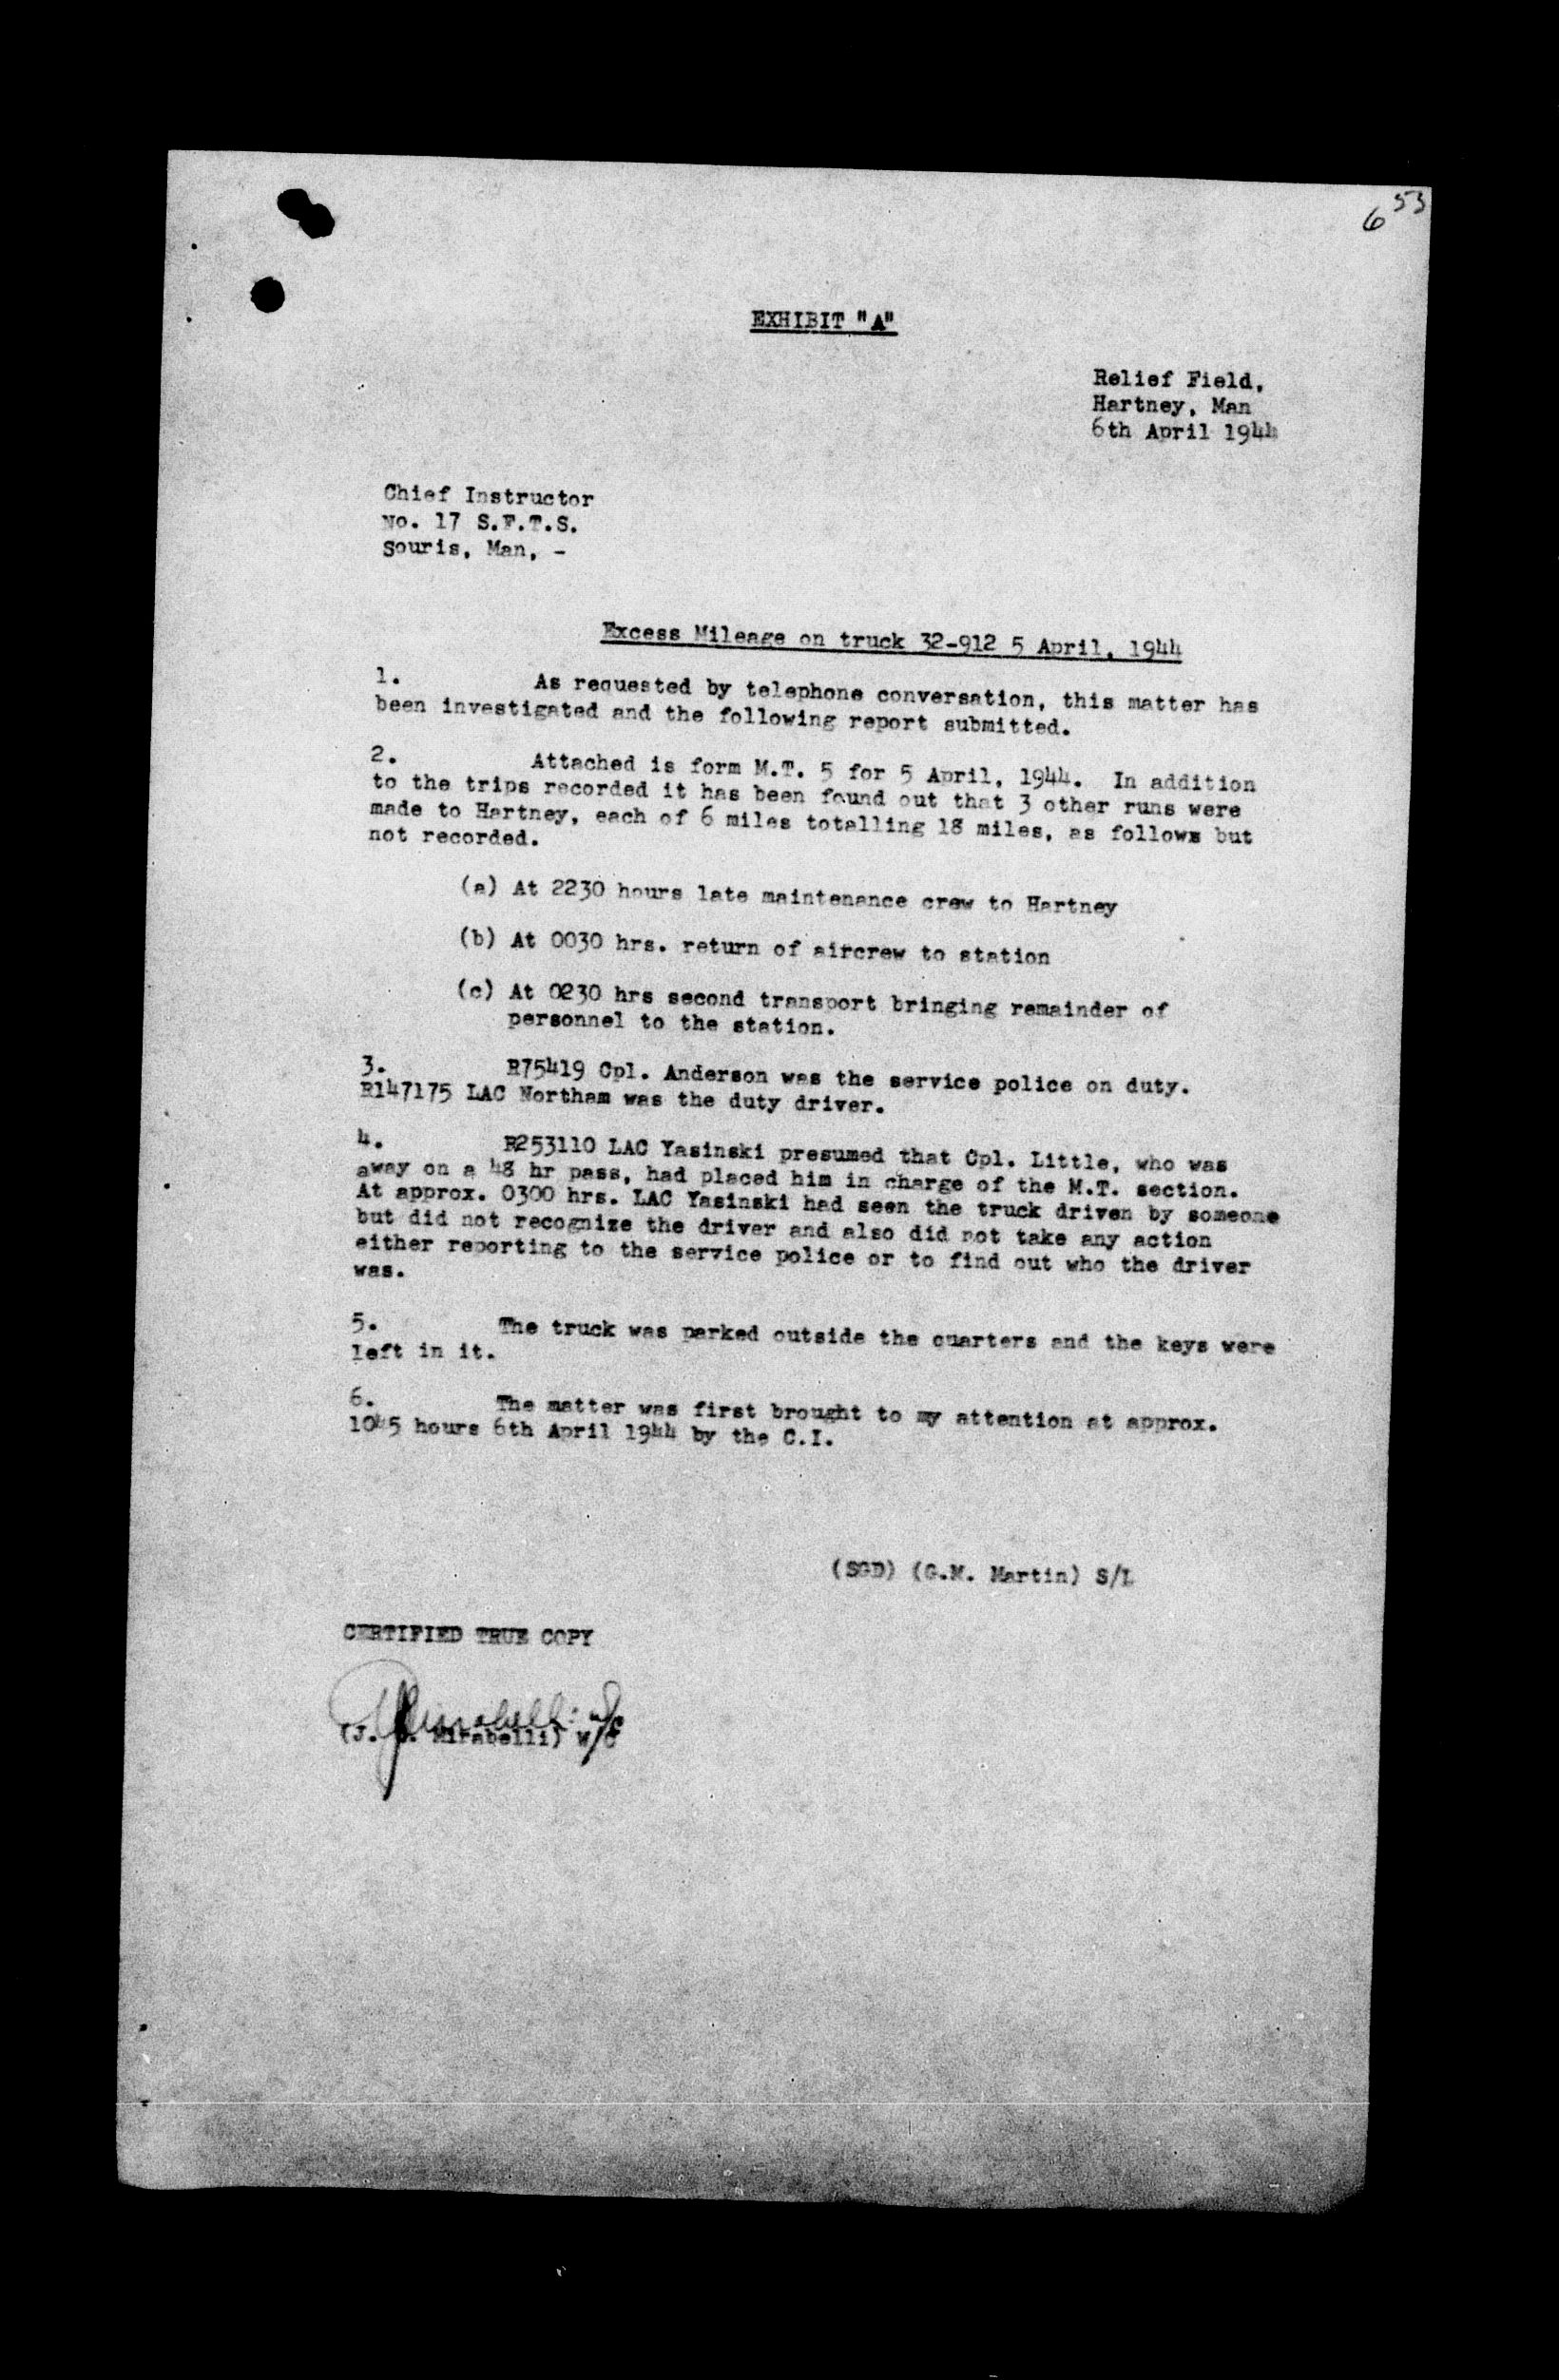 6 53
EXHIBIT "A"
Relief Field,
Hartney, Man
6th April 1944
Chief Instructor
No. 17 S.F.T.S.
Souris, Man, -
Excess Mileage on truck 32-912 5 April, 1944
1. As requested by telephone conversation, this matter has
been investigated and the following report submitted.
2. Attached is form M.T. 5 for 5 April, 1944. In addition
to the trips recorded it has been found out that 3 other runs were
made to Hartney, each of 6 miles totalling 18 miles, as follows but
not recorded.
(a) At 2230 hours late maintenance crew to Hartney
(b) At 0030 hrs. return of aircrew to station
(c) At 0230 hrs second transport bringing remainder of
personnel to the station.
3. R75419 Cpl. Anderson was the service police on duty.
R147175 LAC Northam was the duty driver.
4. R253110 LAC Yasinski presumed that Cpl. Little, who was
away on a 48 hr pass, had placed him in charge of the M.T. section.
At approx. 0300 hrs. LAC Yasinski had seen the truck driven by someone
but did not recognize the driver and also did not take any action
either reporting to the service police or to find out who the driver
was.
5. The truck was parked outside the quarters and the keys were
left in it.
6. The matter was first brought to my attention at approx.
1045 hours 6th April 1944 by the C.I.
(SGD) (G.M. Martin) S/L
CERTIFIED TRUE COPY
(J. Mirabelli) W/C